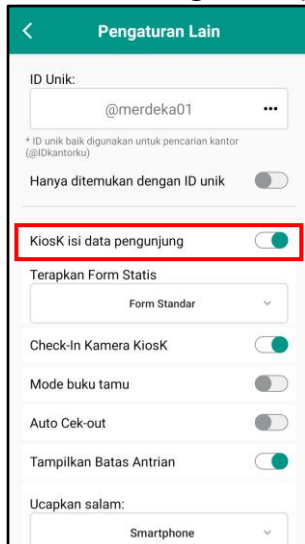 Pengaturan Lain
ID Unik:
@merdeka01
* ID unik baik digunakan untuk pencarian kantor
(@IDkantorku)
Hanya ditemukan dengan ID unik
KiosK isi data pengunjung
Terapkan Form Statis
Form Standar
Check-In Kamera KiosK
Mode buku tamu
Auto Cek-out
Tampilkan Batas Antrian
Ucapkan salam:
Smartphone